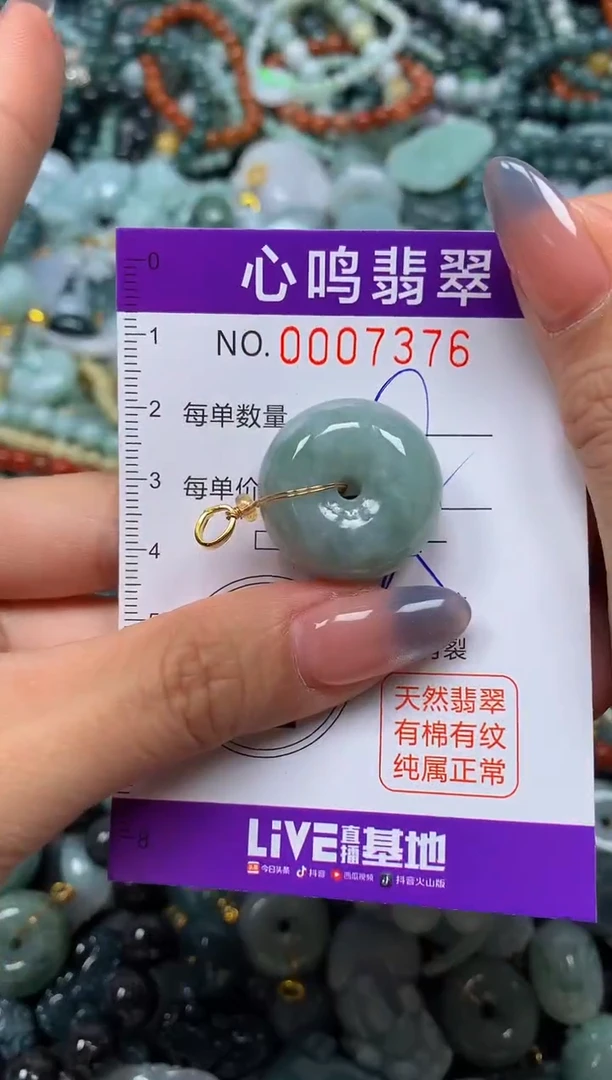 0
心鸣翡翠
1
NO. 0007376
2
每单数量
3
每单价
4
裂
天然翡翠
有棉有纹
纯属正常
8
LiVE直播基地
今日头条 抖音 西瓜视频 抖音火山版